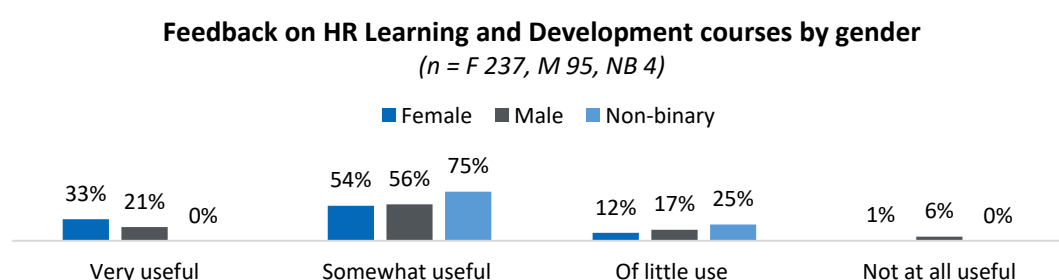 Feedback on HR Learning and Development courses by gender
(n = F 237, M 95, NB 4)
Female Male Non-binary
33% 21% 0% 54% 56% 75% 12% 17% 25% 1% 6% 0%
Very useful Somewhat useful Of little use Not at all useful